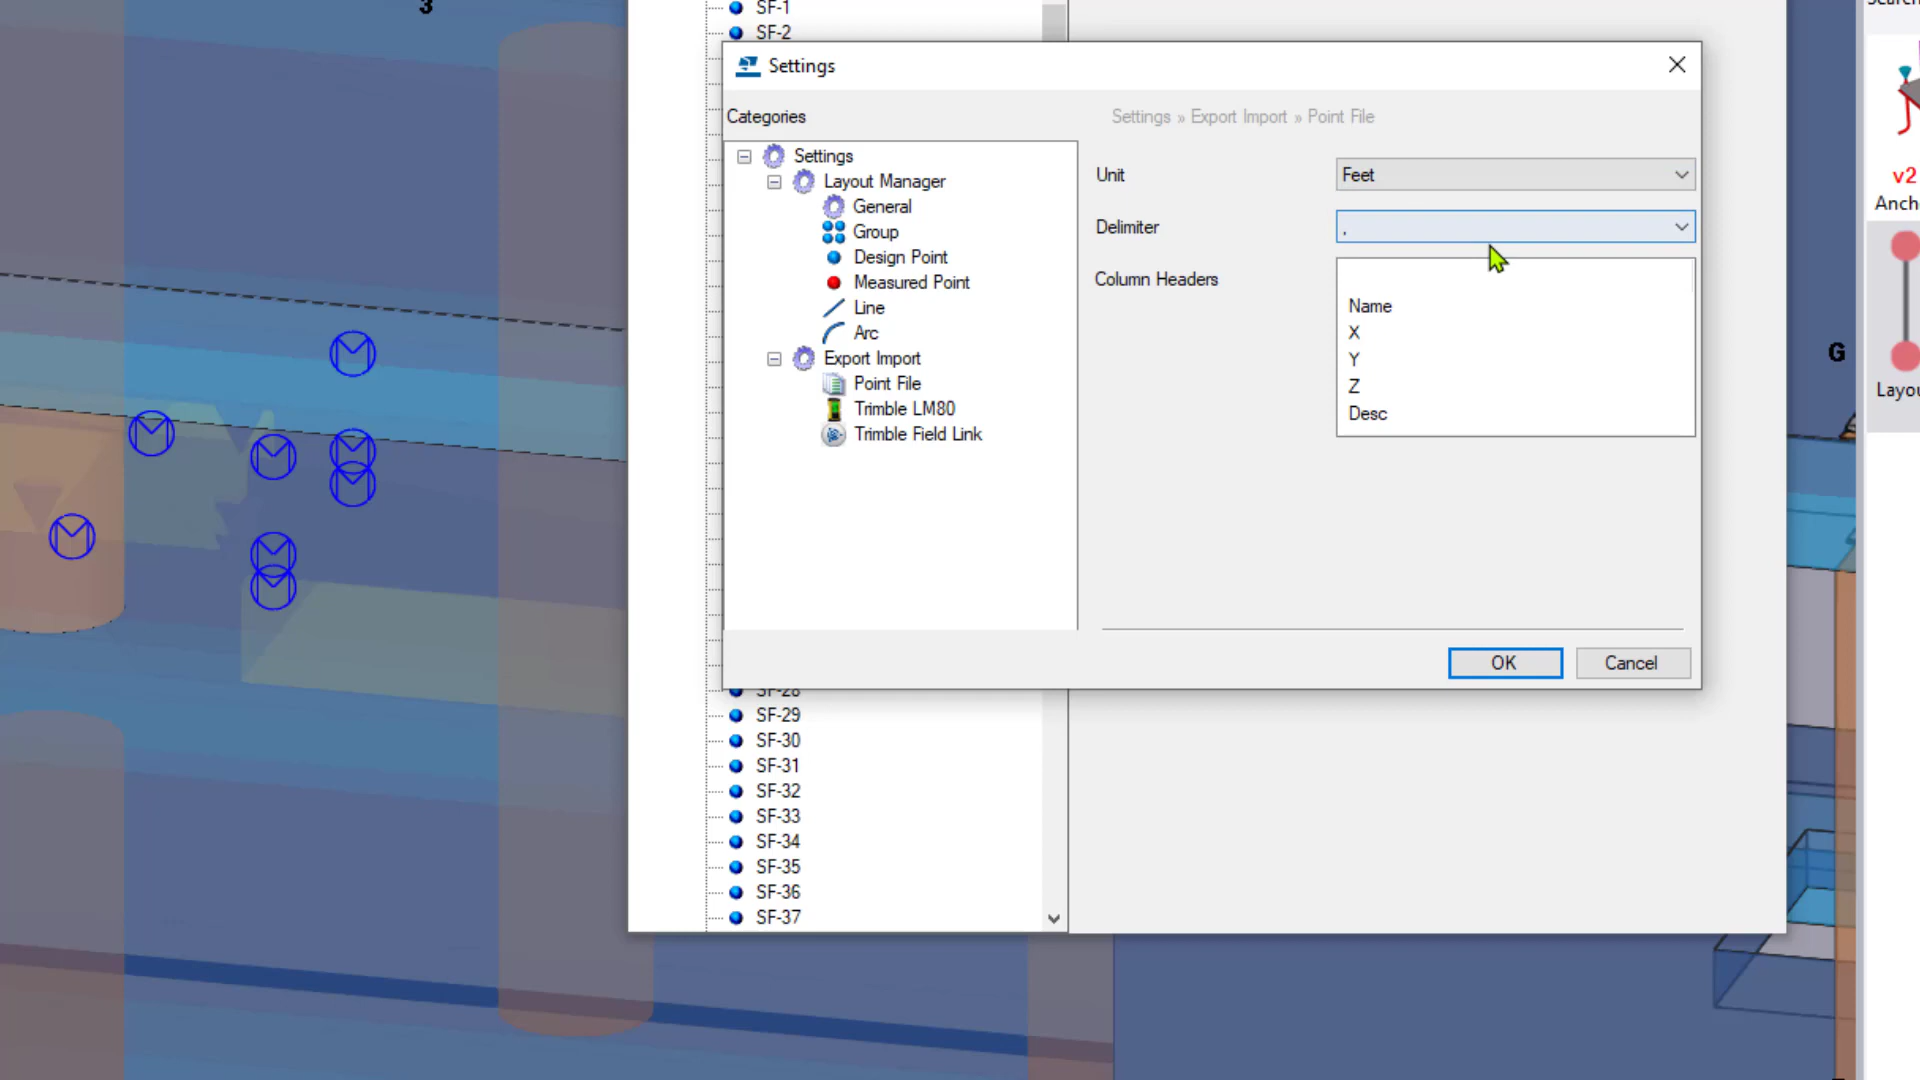 3
SF-1
SF-2
Settings
Categories
Settings » Export Import » Point File
Settings
Layout Manager
General
Group
Design Point
Measured Point
Line
Arc
Export Import
Point File
Trimble LM80
Trimble Field Link
Unit
Feet
Delimiter
,
Column Headers
Name
X
Y
Z
Desc
OK
Cancel
SF-28
SF-29
SF-30
SF-31
SF-32
SF-33
SF-34
SF-35
SF-36
SF-37
G
v2
Anch
Layou